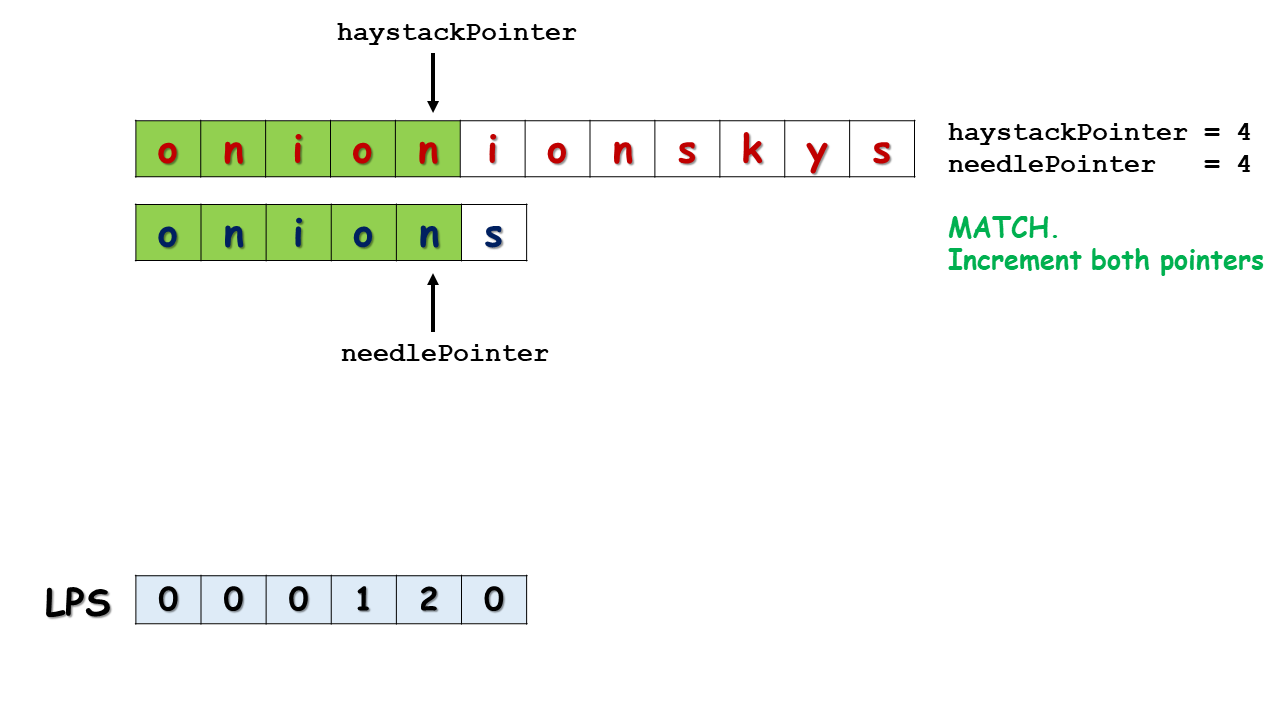 haystackPointer
o n i o n i o n s k y s
haystackPointer = 4
needlePointer = 4
o n i o n s
MATCH.
Increment both pointers
needlePointer
LPS 0 0 0 1 2 0